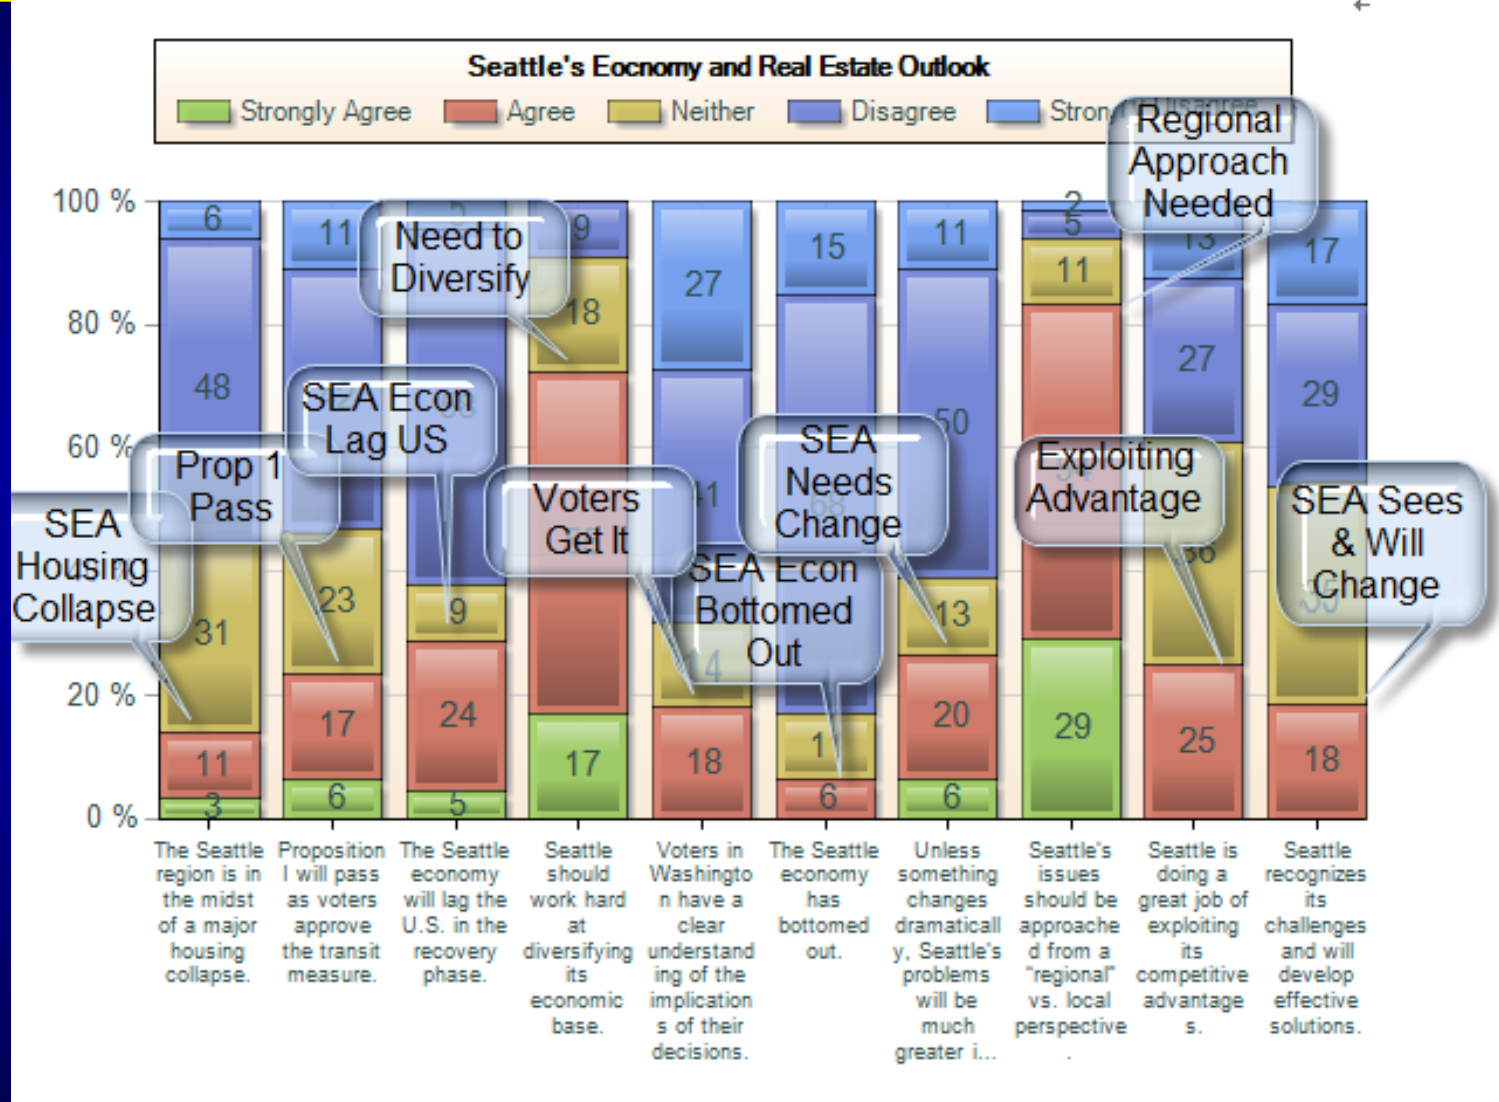 ←
Seattle's Eocnomy and Real Estate Outlook
Strongly Agree Agree Neither Disagree Strongly Disagree
Regional
Approach
Needed
Need to
Diversify
SEA Econ
Lag US
Prop 1
Pass
SEA
Housing
Collapse
Voters
Get It
SEA Econ
Bottomed
Out
SEA
Needs
Change
Exploiting
Advantage
SEA Sees
& Will
Change
100 %
80 %
60 %
20 %
0 %
6
48
31
11
3
11
23
17
6
9
24
5
9
18
17
27
41
14
18
15
68
6
11
50
13
20
6
2
5
11
29
13
27
36
25
17
29
35
18
The Seattle
region is in
the midst
of a major
housing
collapse.
Proposition
I will pass
as voters
approve
the transit
measure.
The Seattle
economy
will lag the
U.S. in the
recovery
phase.
Seattle
should
work hard
at
diversifying
its
economic
base.
Voters in
Washingto
n have a
clear
understand
ing of the
implication
s of their
decisions.
The Seattle
economy
has
bottomed
out.
Unless
something
changes
dramaticall
y, Seattle's
problems
will be
much
greater i...
Seattle's
issues
should be
approache
d from a
"regional"
vs. local
perspective
.
Seattle is
doing a
great job of
exploiting
its
competitive
advantage
s.
Seattle
recognizes
its
challenges
and will
develop
effective
solutions.